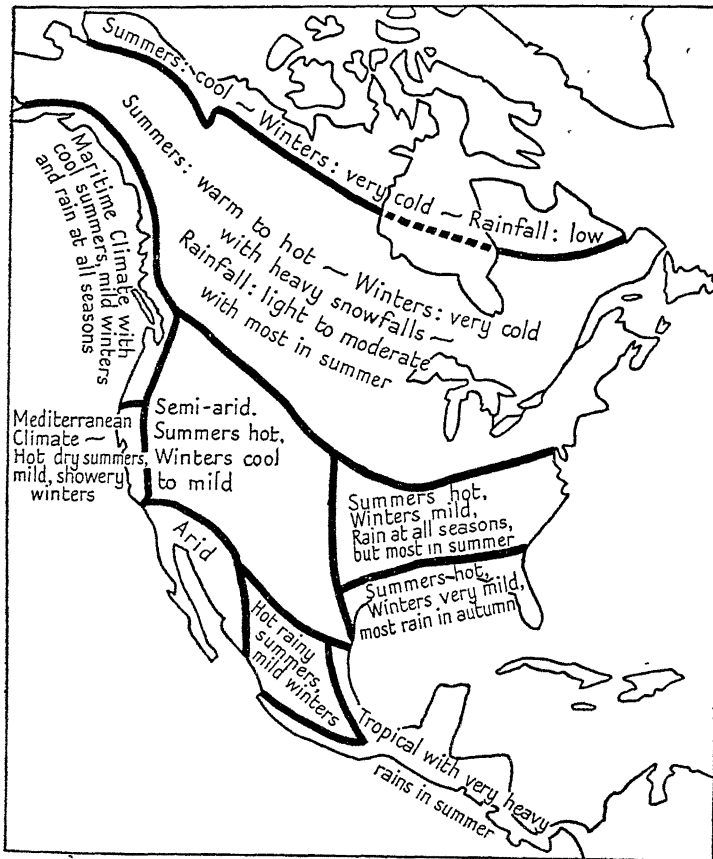 Summers: cool ~ Winters: very cold ~ Rainfall: low
Summers: warm to hot ~ Winters: very cold
with heavy snowfalls ~
Rainfall: light to moderate
with most in summer
Maritime Climate with
cool summers, mild winters
and rain at all seasons
Mediterranean
Climate ~
Hot dry summers,
mild, showery
winters
Semi-arid.
Summers hot,
Winters cool
to mild
Summers hot,
Winters mild,
Rain at all seasons,
but most in summer
Summers hot,
Winters very mild,
most rain in autumn
Arid
Hot rainy
summers,
mild winters
Tropical with very heavy
rains in summer